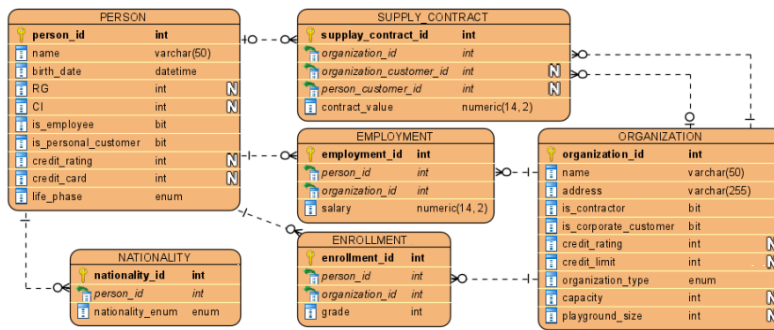 PERSON
person_id int
name varchar(50)
birth_date datetime
RG int N
CI int N
is_employee bit
is_personal_customer bit
credit_rating int N
credit_card int N
life_phase enum
SUPPLY_CONTRACT
supplay_contract_id int
organization_id int
organization_customer_id int N
person_customer_id int N
contract_value numeric(14, 2)
EMPLOYMENT
employment_id int
person_id int
organization_id int
salary numeric(14, 2)
ORGANIZATION
organization_id int
name varchar(50)
address varchar(255)
is_contractor bit
is_corporate_customer bit
credit_rating int N
credit_limit int N
organization_type enum
capacity int N
playground_size int N
NATIONALITY
nationality_id int
person_id int
nationality_enum enum
ENROLLMENT
enrollment_id int
person_id int
organization_id int
grade int